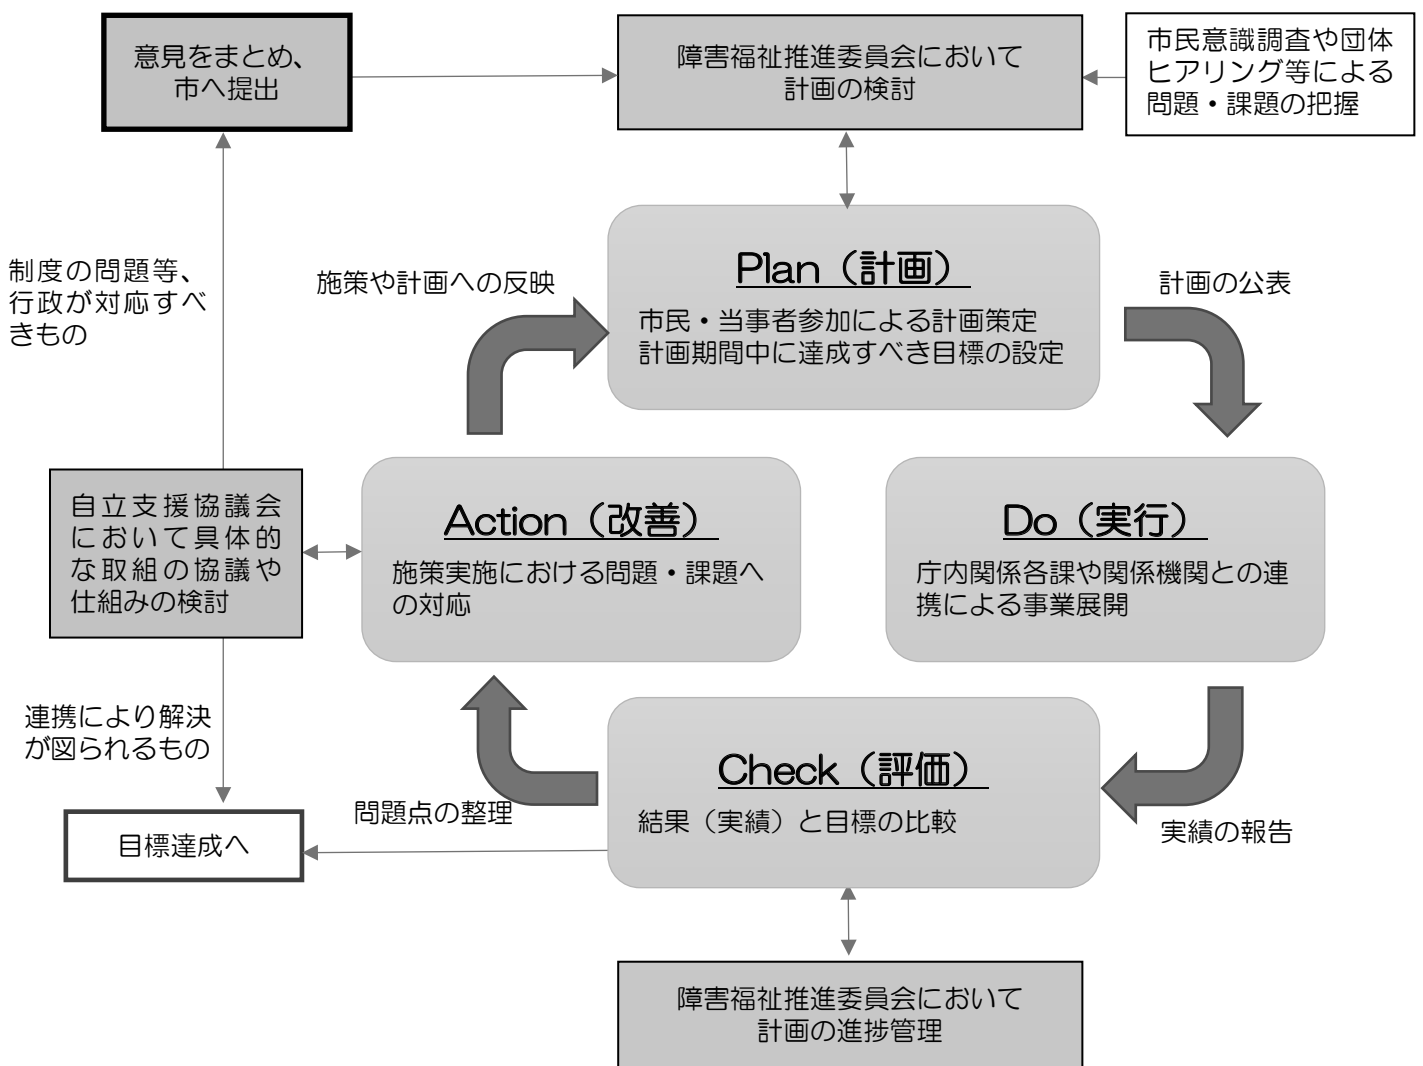 意見をまとめ、
市へ提出
障害福祉推進委員会において
計画の検討
市民意識調査や団体
ヒアリング等による
問題・課題の把握
制度の問題等、
行政が対応すべ
きもの
施策や計画への反映
Plan（計画）
市民・当事者参加による計画策定
計画期間中に達成すべき目標の設定
計画の公表
自立支援協議会
において具体的
な取組の協議や
仕組みの検討
Action（改善）
施策実施における問題・課題へ
の対応
Do（実行）
庁内関係各課や関係機関との連
携による事業展開
連携により解決
が図られるもの
目標達成へ
問題点の整理
Check（評価）
結果（実績）と目標の比較
実績の報告
障害福祉推進委員会において
計画の進捗管理